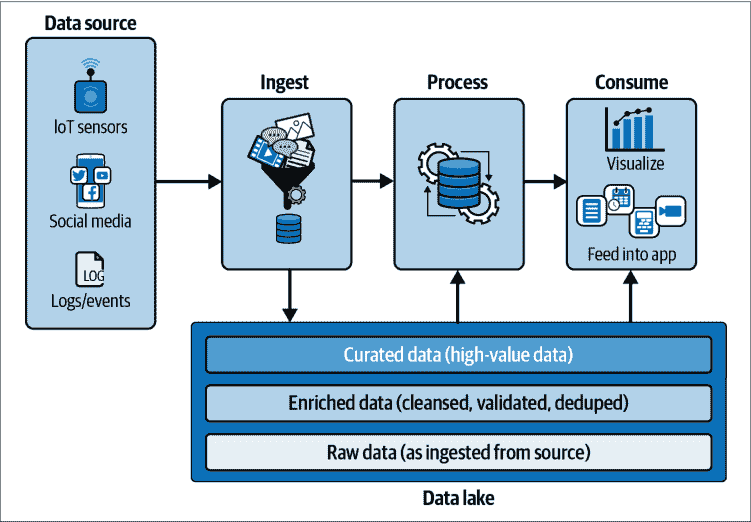 Data source
IoT sensors
Social media
LOG
Logs/events
Ingest
Process
Consume
Visualize
Feed into app
Curated data (high-value data)
Enriched data (cleansed, validated, deduped)
Raw data (as ingested from source)
Data lake